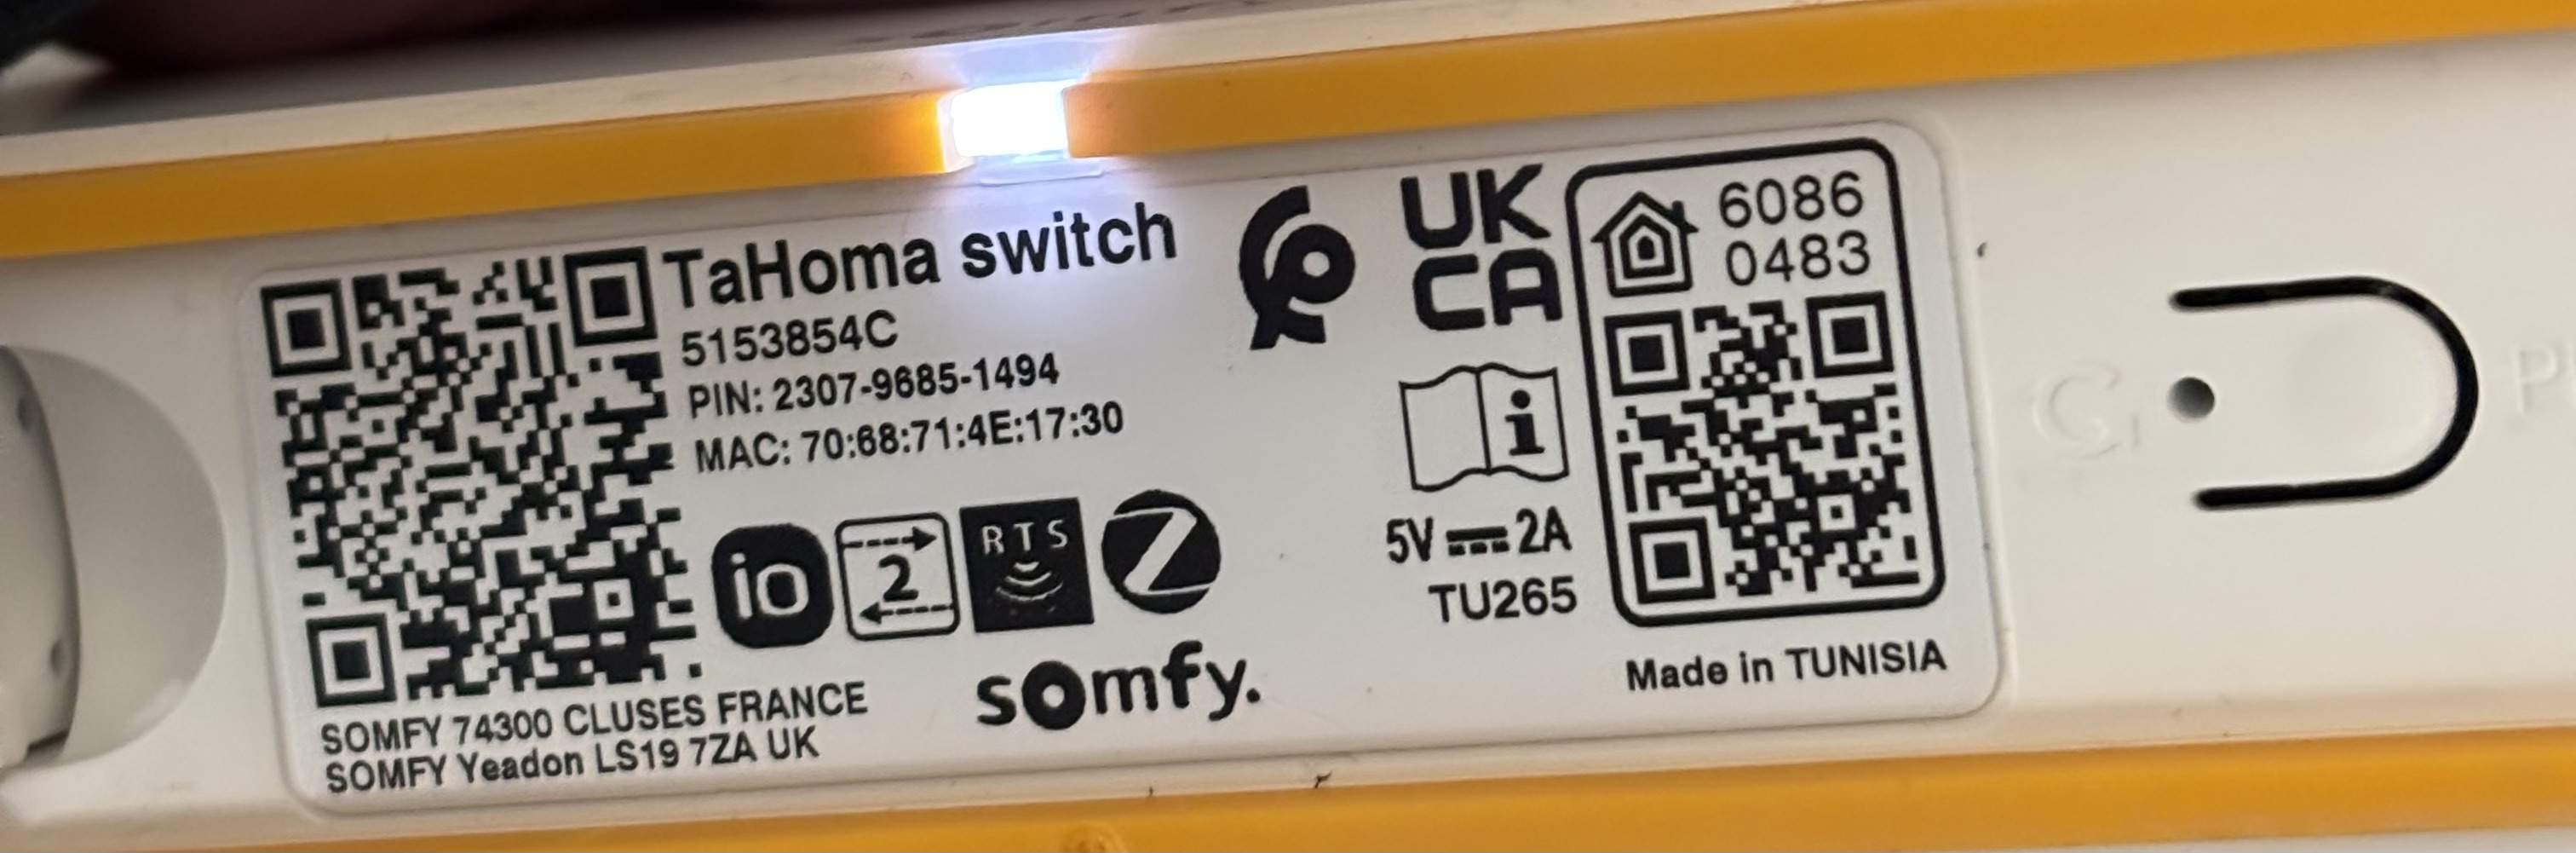 TaHoma switch
5153854C
PIN: 2307-9685-1494
MAC: 70:68:71:4E:17:30
io
2
RTS
Z
somfy.
SOMFY 74300 CLUSES FRANCE
SOMFY Yeadon LS19 7ZA UK
UK
CA
i
5V ⎓ 2A
TU265
6086
0483
Made in TUNISIA